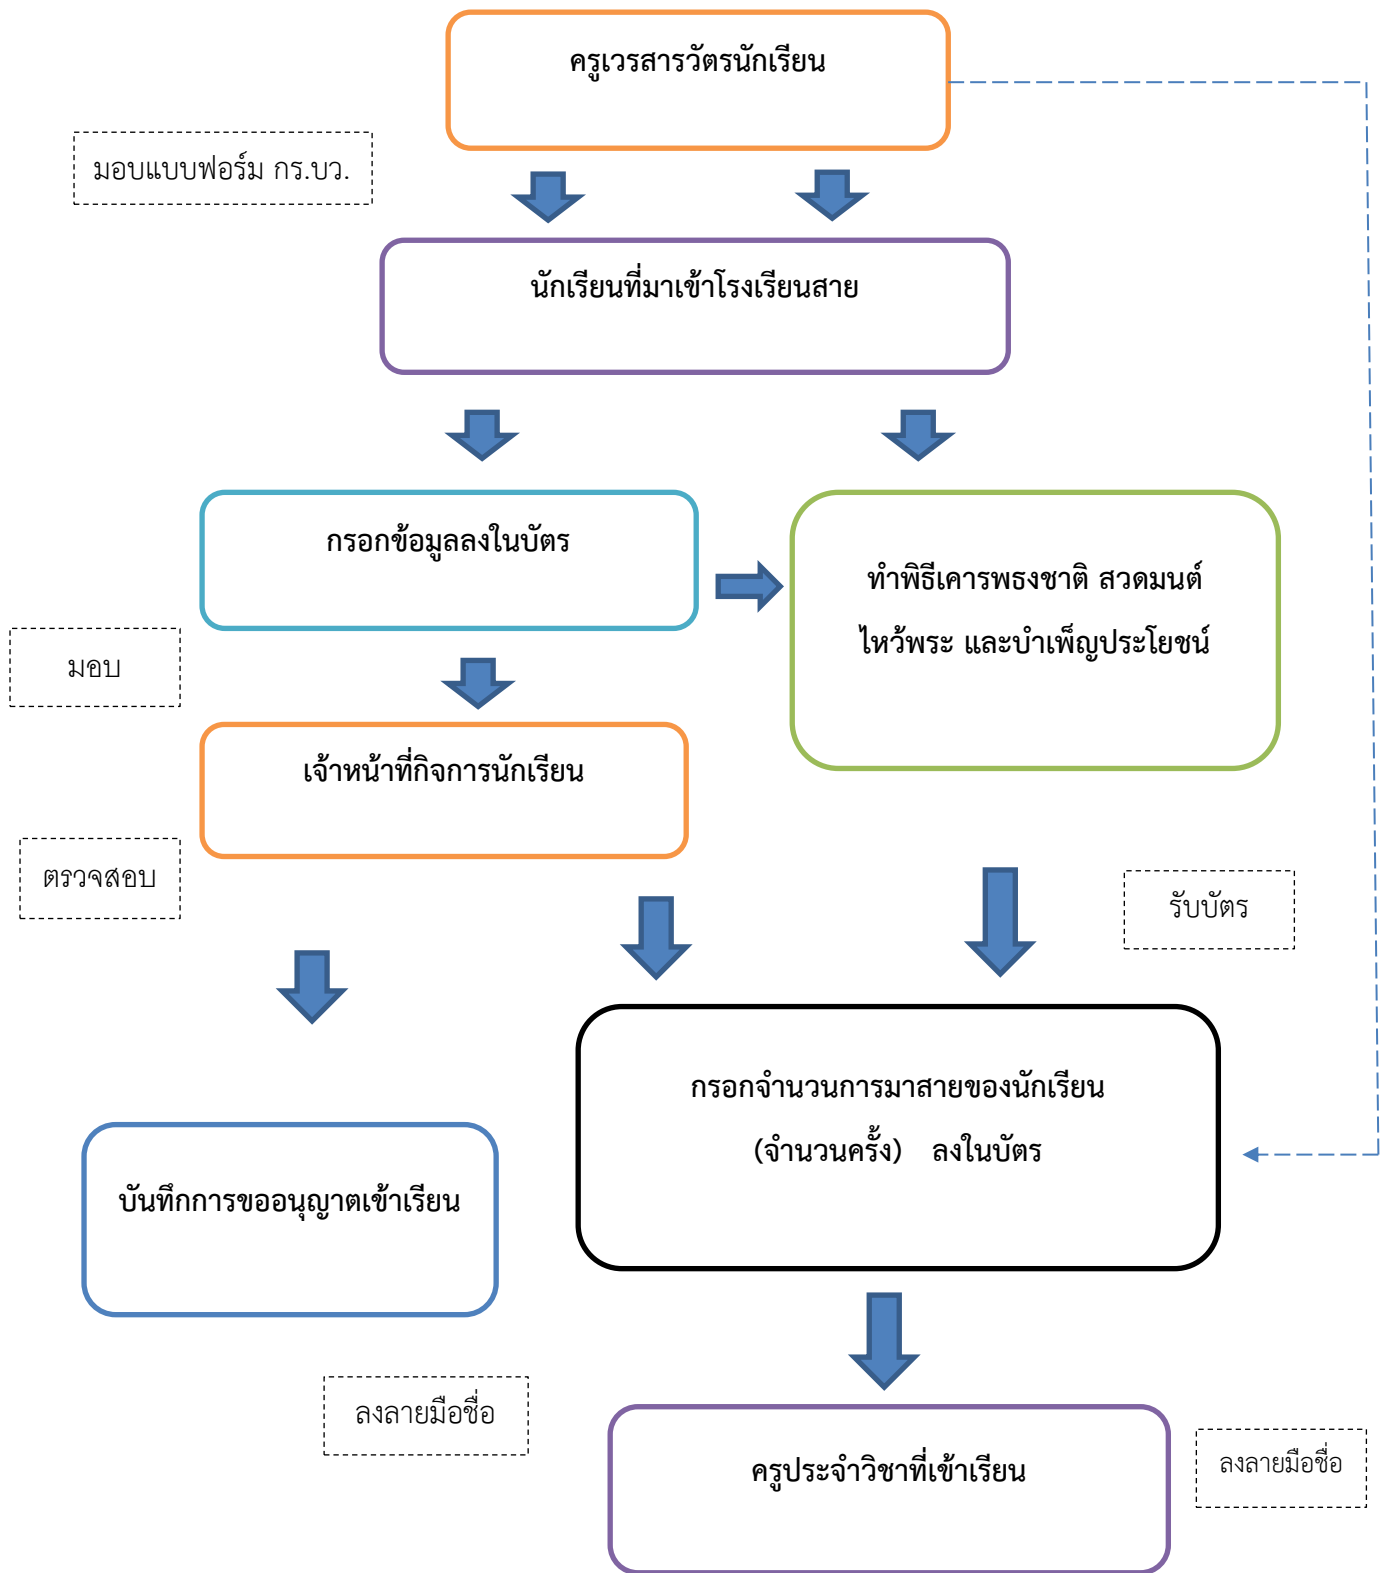 ครูเวรสารวัตรนักเรียน
มอบแบบฟอร์ม กร.บว.
นักเรียนที่มาเข้าโรงเรียนสาย
กรอกข้อมูลลงในบัตร
ทำพิธีเคารพธงชาติ สวดมนต์
ไหว้พระ และบำเพ็ญประโยชน์
มอบ
เจ้าหน้าที่กิจการนักเรียน
ตรวจสอบ
รับบัตร
กรอกจำนวนการมาสายของนักเรียน
(จำนวนครั้ง) ลงในบัตร
บันทึกการขออนุญาตเข้าเรียน
ลงลายมือชื่อ
ครูประจำวิชาที่เข้าเรียน
ลงลายมือชื่อ